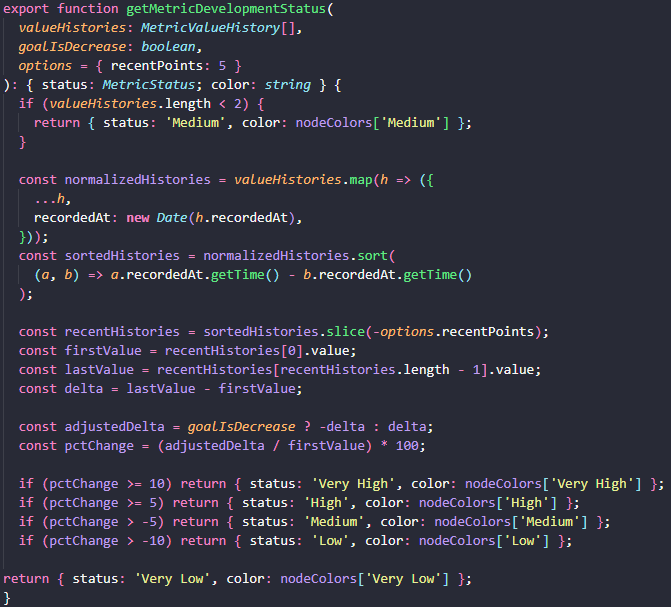 export function getMetricDevelopmentStatus(
  valueHistories: MetricValueHistory[],
  goalIsDecrease: boolean,
  options = { recentPoints: 5 }
): { status: MetricStatus; color: string } {
  if (valueHistories.length < 2) {
    return { status: 'Medium', color: nodeColors['Medium'] };
  }

  const normalizedHistories = valueHistories.map(h => ({
    ...h,
    recordedAt: new Date(h.recordedAt),
  }));
  const sortedHistories = normalizedHistories.sort(
    (a, b) => a.recordedAt.getTime() - b.recordedAt.getTime()
  );

  const recentHistories = sortedHistories.slice(-options.recentPoints);
  const firstValue = recentHistories[0].value;
  const lastValue = recentHistories[recentHistories.length - 1].value;
  const delta = lastValue - firstValue;

  const adjustedDelta = goalIsDecrease ? -delta : delta;
  const pctChange = (adjustedDelta / firstValue) * 100;

  if (pctChange >= 10) return { status: 'Very High', color: nodeColors['Very High'] };
  if (pctChange >= 5) return { status: 'High', color: nodeColors['High'] };
  if (pctChange > -5) return { status: 'Medium', color: nodeColors['Medium'] };
  if (pctChange > -10) return { status: 'Low', color: nodeColors['Low'] };

return { status: 'Very Low', color: nodeColors['Very Low'] };
}